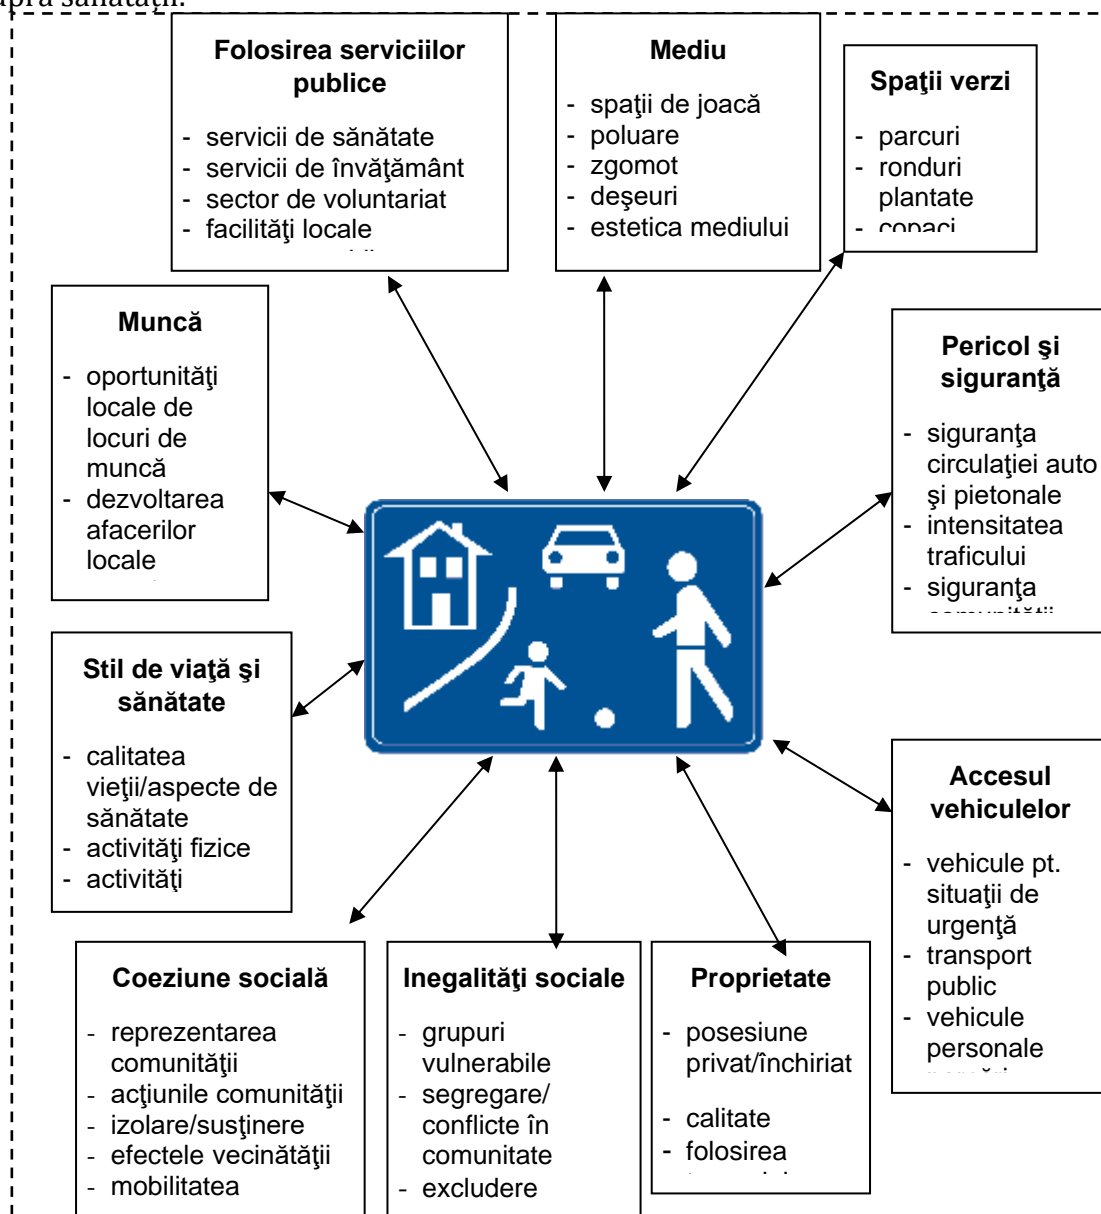 sănătăţii.
Folosirea serviciilor
publice
- servicii de sănătate
- servicii de învăţământ
- sector de voluntariat
- facilităţi locale
Mediu
- spaţii de joacă
- poluare
- zgomot
- deşeuri
- estetica mediului
Spaţii verzi
- parcuri
- ronduri
plantate
- copaci
Muncă
- oportunităţi
locale de
locuri de
muncă
- dezvoltarea
afacerilor
locale
Pericol şi
siguranţă
- siguranţa
circulaţiei auto
şi pietonale
- intensitatea
traficului
- siguranţa
comunităţii
Stil de viaţă şi
sănătate
- calitatea
vieţii/aspecte de
sănătate
- activităţi fizice
- activităţi
Accesul
vehiculelor
- vehicule pt.
situaţii de
urgenţă
- transport
public
- vehicule
personale
Coeziune socială
- reprezentarea
comunităţii
- acţiunile comunităţii
- izolare/susţinere
- efectele vecinătăţii
- mobilitatea
Inegalităţi sociale
- grupuri
vulnerabile
- segregare/
conflicte în
comunitate
- excludere
Proprietate
- posesiune
privat/închiriat
- calitate
- folosirea